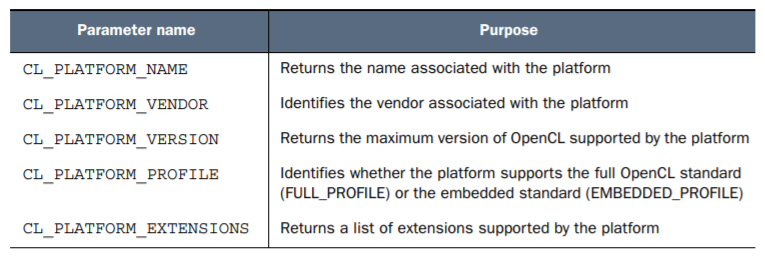 Parameter name Purpose
CL_PLATFORM_NAME Returns the name associated with the platform
CL_PLATFORM_VENDOR Identifies the vendor associated with the platform
CL_PLATFORM_VERSION Returns the maximum version of OpenCL supported by the platform
CL_PLATFORM_PROFILE Identifies whether the platform supports the full OpenCL standard
(FULL_PROFILE) or the embedded standard (EMBEDDED_PROFILE)
CL_PLATFORM_EXTENSIONS Returns a list of extensions supported by the platform